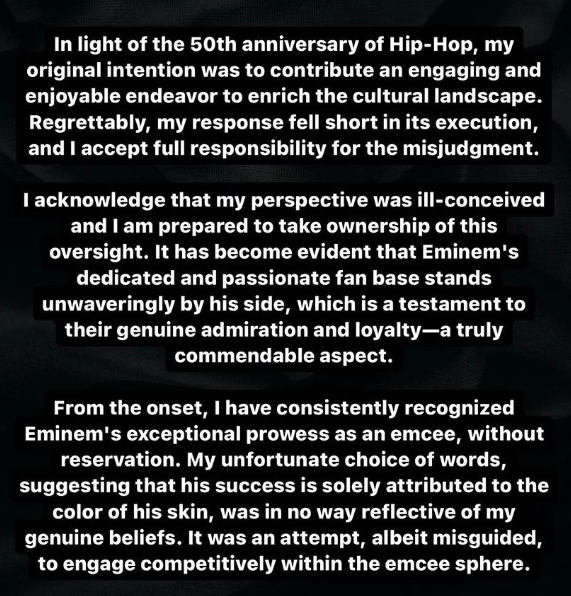 In light of the 50th anniversary of Hip-Hop, my
original intention was to contribute an engaging and
enjoyable endeavor to enrich the cultural landscape.
Regrettably, my response fell short in its execution,
and I accept full responsibility for the misjudgment.
I acknowledge that my perspective was ill-conceived
and I am prepared to take ownership of this
oversight. It has become evident that Eminem's
dedicated and passionate fan base stands
unwaveringly by his side, which is a testament to
their genuine admiration and loyalty—a truly
commendable aspect.
From the onset, I have consistently recognized
Eminem's exceptional prowess as an emcee, without
reservation. My unfortunate choice of words,
suggesting that his success is solely attributed to the
color of his skin, was in no way reflective of my
genuine beliefs. It was an attempt, albeit misguided,
to engage competitively within the emcee sphere.